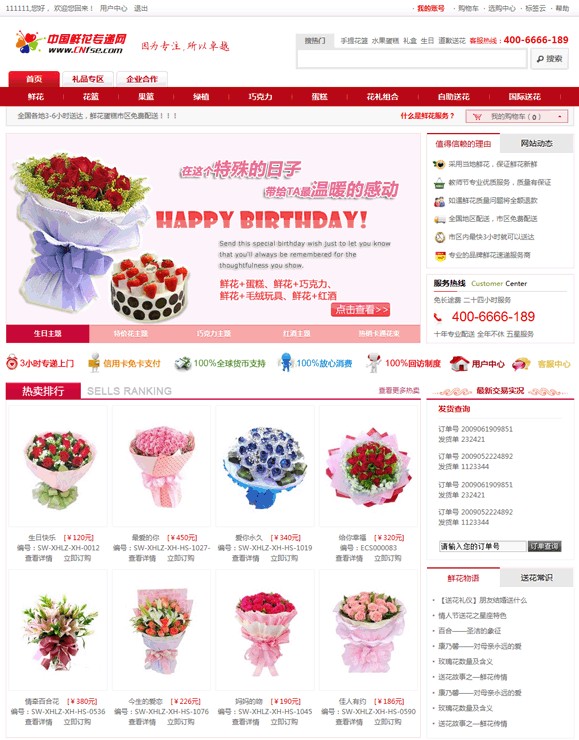 111111,您好，欢迎您回来！ 用户中心 退出
· 我的账号 · 购物车 · 选购中心 · 标签云 · 帮助
中国鲜花专递网
www.CNrse.com
因为专注,所以卓越
搜热门 手提花篮 水果蛋糕 礼盒 生日 道歉送花 客服热线：400-6666-189
搜索
首页 礼品专区 企业合作
鲜花 花篮 果篮 绿植 巧克力 蛋糕 花礼组合 自助送花 国际送花
全国各地3-6小时送达，鲜花蛋糕市区免费配送！！！
什么是鲜花服务？ 我的购物车（ 0 ）
在这个特殊的日子
带给TA最温暖的感动
HAPPY BIRTHDAY!
Send this special birthday wish just to let you know
that you'll always be remembered for the
thoughtfulness you show.
鲜花+蛋糕、鲜花+巧克力、
鲜花+毛绒玩具、鲜花+红酒
点击查看>>
生日主题 特价花主题 巧克力主题 红酒主题 热销卡通花束
值得信赖的理由 网站动态
采用当地鲜花，保证鲜花新鲜
教师节专业优质服务，质量有保证
如遇鲜花质量问题将全额退款
全国地区配送，市区免费配送
市区内最快3小时就可以送达
专业的品牌鲜花速递服务商
服务热线 Customer Center
免长途费 二十四小时服务
400-6666-189
十年专业配送 全年不休 五星服务
3小时专递上门 信用卡免卡支付 100%全球货币支持 100%放心消费 100%回访制度 用户中心 客服中心
热卖排行 SELLS RANKING 查看更多热卖
生日快乐 [￥120元]
编号：SW-XHLZ-XH-0012
查看详情 立即订购
最爱的你 [￥450元]
编号：SW-XHLZ-XH-HS-1027-
查看详情 立即订购
爱你永久 [￥340元]
编号：SW-XHLZ-XH-HS-1019
查看详情 立即订购
给你幸福 [￥320元]
编号：ECS000083
查看详情 立即订购
情牵百合花 [￥380元]
编号：SW-XHLZ-XH-HS-0536
查看详情 立即订购
今生的爱恋 [￥226元]
编号：SW-XHLZ-XH-HS-1076
查看详情 立即订购
妈妈的吻 [￥190元]
编号：SW-XHLZ-XH-HS-1045
查看详情 立即订购
佳人有约 [￥186元]
编号：SW-XHLZ-XH-HS-0590
查看详情 立即订购
最新交易实况
发货查询
订单号 2009061909851
发货单 232421
订单号 2009052224892
发货单 1123344
订单号 2009061909851
发货单 232421
订单号 2009052224892
发货单 1123344
请输入您的订单号 订单查询
鲜花物语 送花常识
· 【送花礼仪】朋友结婚送什么
· 情人节送花之星座特色
· 百合——圣洁的象征
· 康乃馨——对母亲永远的爱
· 玫瑰花数量及含义
· 送花故事之—鲜花传情
· 康乃馨——对母亲永远的爱
· 玫瑰花数量及含义
· 送花故事之—鲜花传情